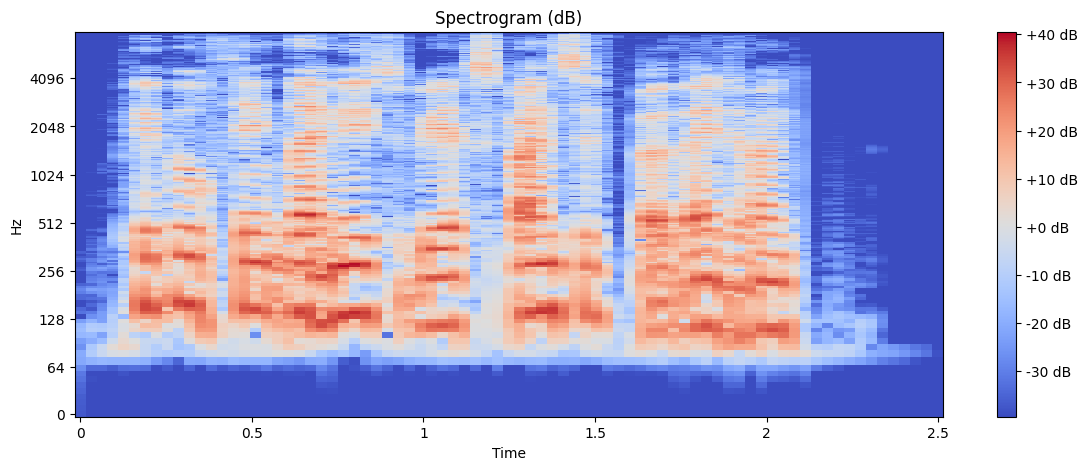 Spectrogram (dB)
Hz
4096
2048
1024
512
256
128
64
0
0
0.5
1
1.5
2
2.5
Time
+40 dB
+30 dB
+20 dB
+10 dB
+0 dB
-10 dB
-20 dB
-30 dB